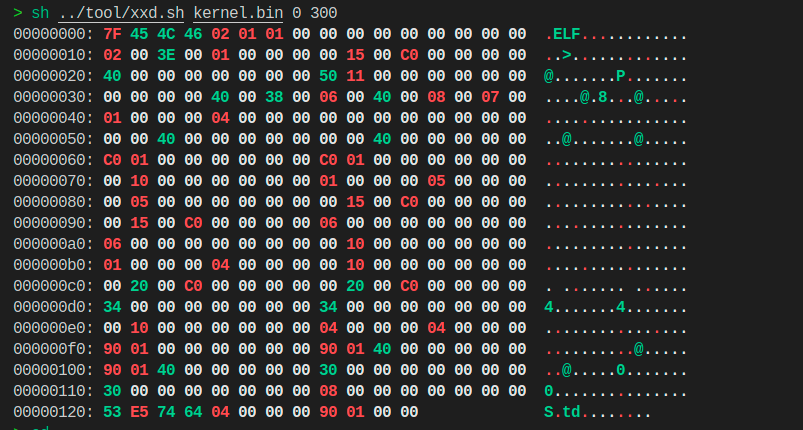 > sh ../tool/xxd.sh kernel.bin 0 300
00000000: 7F 45 4C 46 02 01 01 00 00 00 00 00 00 00 00 00 .ELF............
00000010: 02 00 3E 00 01 00 00 00 00 15 00 C0 00 00 00 00 ..>.............
00000020: 40 00 00 00 00 00 00 00 50 11 00 00 00 00 00 00 @.......P.......
00000030: 00 00 00 00 40 00 38 00 06 00 40 00 08 00 07 00 ....@.8...@.....
00000040: 01 00 00 00 04 00 00 00 00 00 00 00 00 00 00 00 ................
00000050: 00 00 40 00 00 00 00 00 00 00 40 00 00 00 00 00 ..@.......@.....
00000060: C0 01 00 00 00 00 00 00 C0 01 00 00 00 00 00 00 ................
00000070: 00 10 00 00 00 00 00 00 01 00 00 00 05 00 00 00 ................
00000080: 00 05 00 00 00 00 00 00 00 15 00 C0 00 00 00 00 ................
00000090: 00 15 00 C0 00 00 00 00 06 00 00 00 00 00 00 00 ................
000000a0: 06 00 00 00 00 00 00 00 00 10 00 00 00 00 00 00 ................
000000b0: 01 00 00 00 04 00 00 00 00 10 00 00 00 00 00 00 ................
000000c0: 00 20 00 C0 00 00 00 00 00 20 00 C0 00 00 00 00 . ....... ......
000000d0: 34 00 00 00 00 00 00 00 34 00 00 00 00 00 00 00 4.......4.......
000000e0: 00 10 00 00 00 00 00 00 04 00 00 00 04 00 00 00 ................
000000f0: 90 01 00 00 00 00 00 00 90 01 40 00 00 00 00 00 ..........@.....
00000100: 90 01 40 00 00 00 00 00 30 00 00 00 00 00 00 00 ..@.....0.......
00000110: 30 00 00 00 00 00 00 00 08 00 00 00 00 00 00 00 0...............
00000120: 53 E5 74 64 04 00 00 00 90 01 00 00 S.td........